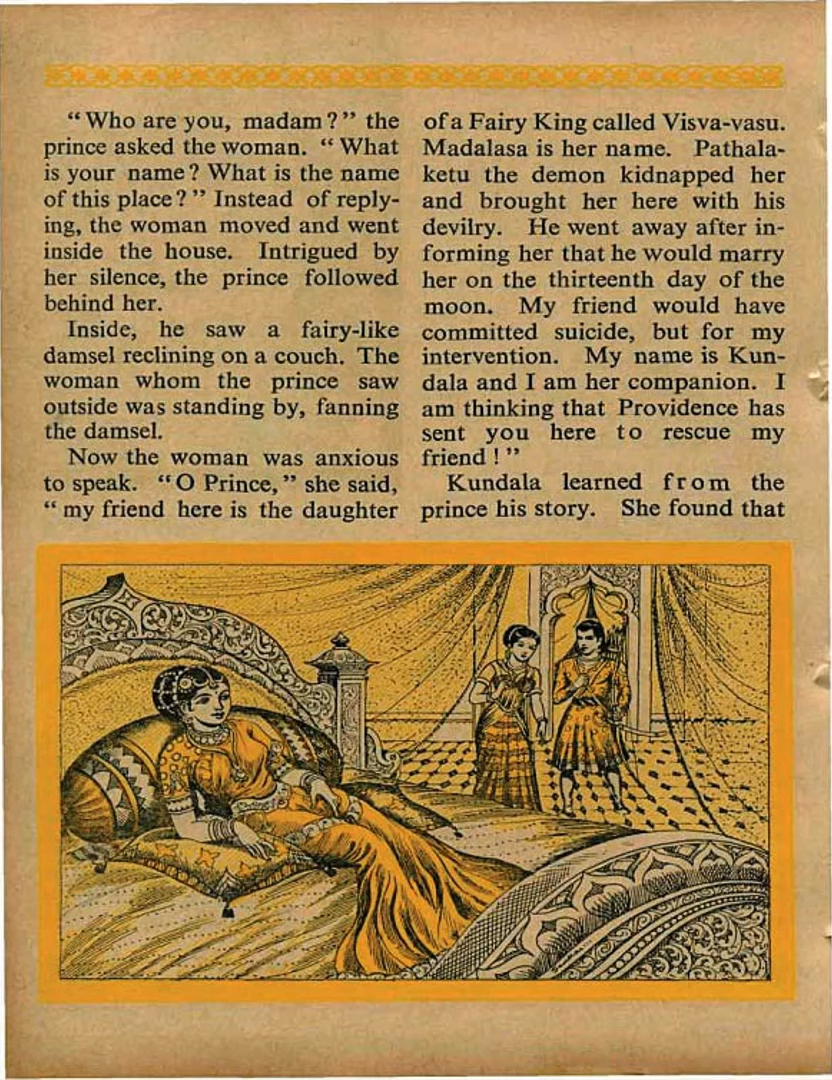 “ Who are you, madam ? ” the
prince asked the woman. “ What
is your name ? What is the name
of this place ? ” Instead of reply-
ing, the woman moved and went
inside the house. Intrigued by
her silence, the prince followed
behind her.
Inside, he saw a fairy-like
damsel reclining on a couch. The
woman whom the prince saw
outside was standing by, fanning
the damsel.
Now the woman was anxious
to speak. “ O Prince, ” she said,
“ my friend here is the daughter
of a Fairy King called Visva-vasu.
Madalasa is her name. Pathala-
ketu the demon kidnapped her
and brought her here with his
devilry. He went away after in-
forming her that he would marry
her on the thirteenth day of the
moon. My friend would have
committed suicide, but for my
intervention. My name is Kun-
dala and I am her companion. I
am thinking that Providence has
sent you here to rescue my
friend ! ”
Kundala learned from the
prince his story. She found that